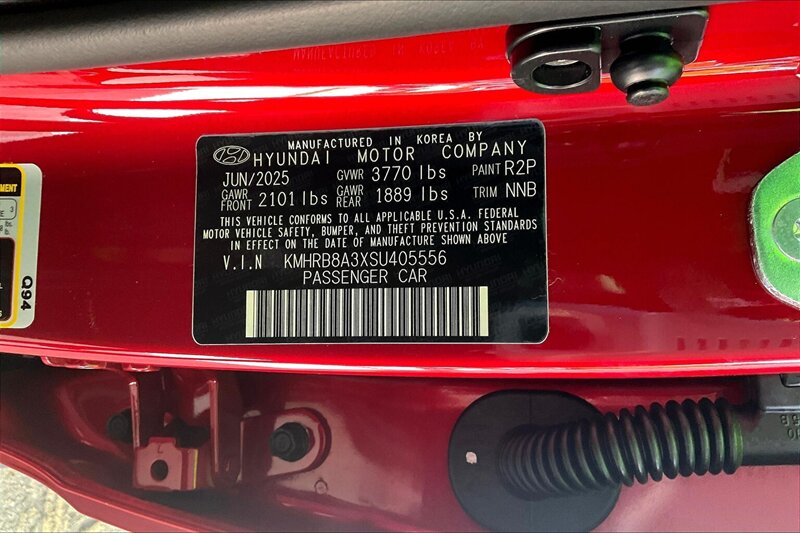 MANUFACTURED IN KOREA BY
HYUNDAI MOTOR COMPANY
JUN/2025 GVWR 3770 lbs PAINT R2P
GAWR FRONT 2101 lbs GAWR REAR 1889 lbs TRIM NNB
THIS VEHICLE CONFORMS TO ALL APPLICABLE U.S.A. FEDERAL
MOTOR VEHICLE SAFETY, BUMPER, AND THEFT PREVENTION STANDARDS
IN EFFECT ON THE DATE OF MANUFACTURE SHOWN ABOVE
V.I.N KMHRB8A3XSU405556
PASSENGER CAR
Q94